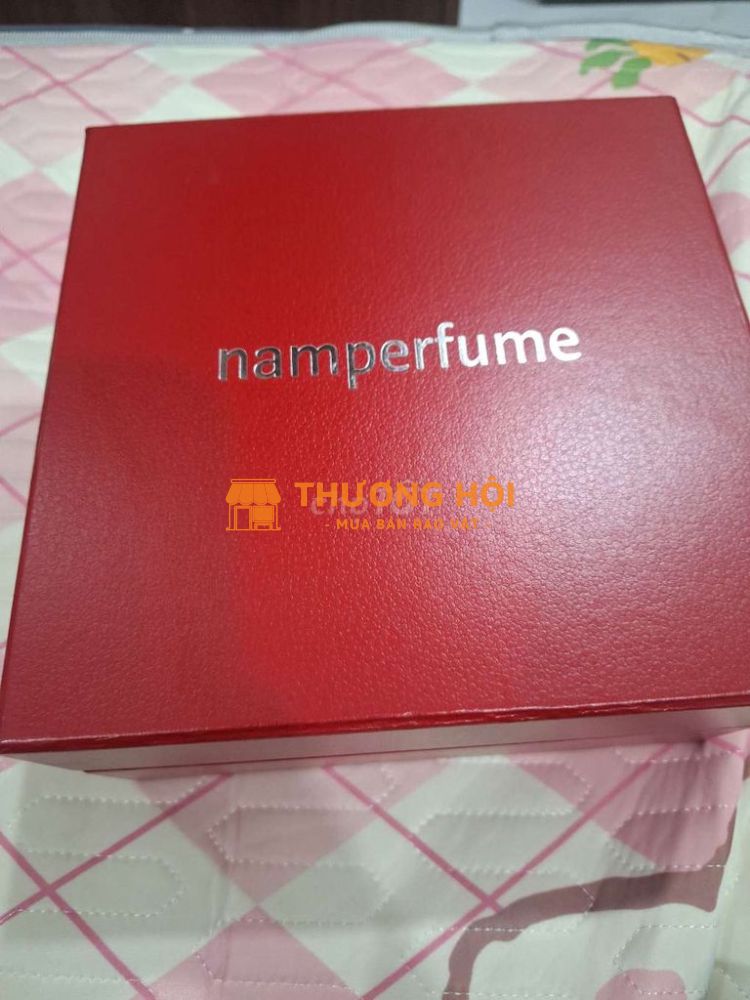 namperfume
THƯƠNG HỘI
- MUA BÁN RAO VẶT -